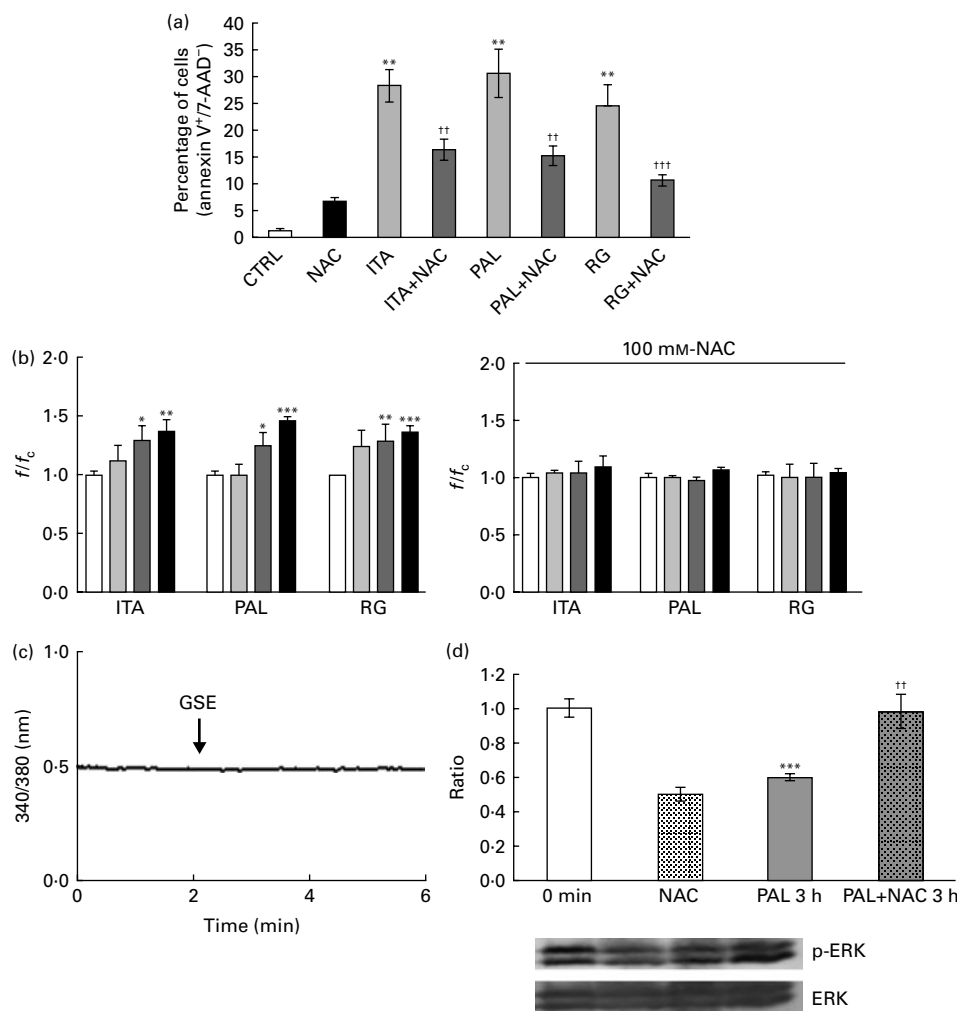 (a)
40
35
30
25
20
15
10
5
0
Percentage of cells
(annexin V⁺/7-AAD⁻)
**
††
**
††
**
†††
CTRL
NAC
ITA
ITA+NAC
PAL
PAL+NAC
RG
RG+NAC
(b)
2·0
1·5
1·0
0·5
0·0
f/fc
* **
* ***
** ***
ITA PAL RG
100 mM-NAC
2·0
1·5
1·0
0·5
0·0
f/fc
ITA PAL RG
(c)
1·0
0·5
0·0
340/380 (nm)
GSE
0 2 4 6
Time (min)
(d)
1·2
1·0
0·8
0·6
0·4
0·2
0·0
Ratio
***
††
0 min NAC PAL 3 h PAL+NAC 3 h
p-ERK
ERK